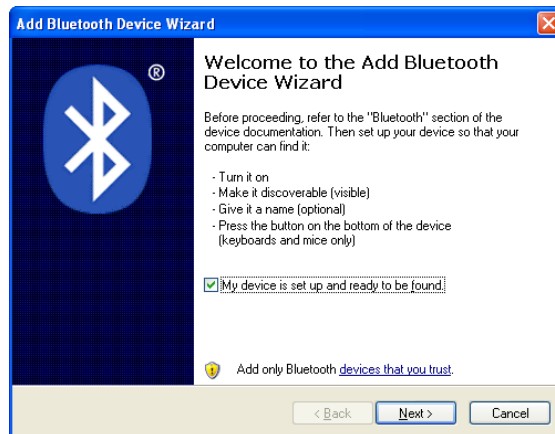 Add Bluetooth Device Wizard
®
Welcome to the Add Bluetooth
Device Wizard
Before proceeding, refer to the "Bluetooth" section of the
device documentation. Then set up your device so that your
computer can find it:
- Turn it on
- Make it discoverable (visible)
- Give it a name (optional)
- Press the button on the bottom of the device
(keyboards and mice only)
My device is set up and ready to be found.
Add only Bluetooth devices that you trust.
< Back Next > Cancel